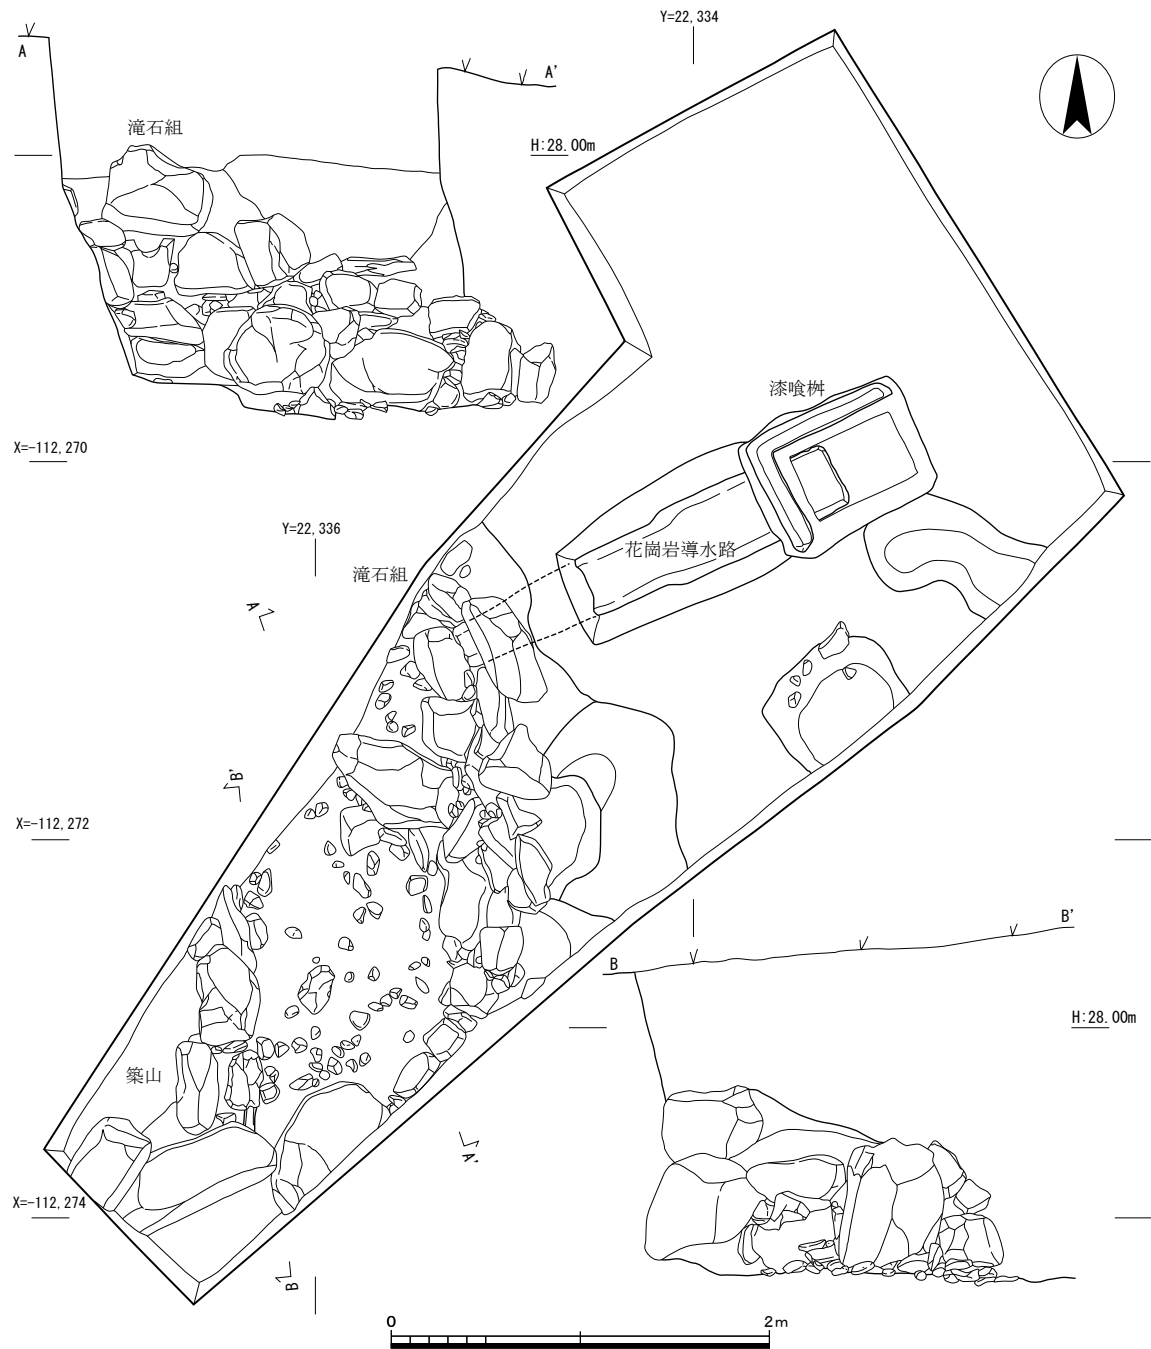 Y=22,334
A
A'
滝石組
H:28.00m
漆喰桝
X=-112,270
Y=22,336
花崗岩導水路
滝石組
A
B'
X=-112,272
B'
B
H:28.00m
築山
A'
X=-112,274
B
0 2m